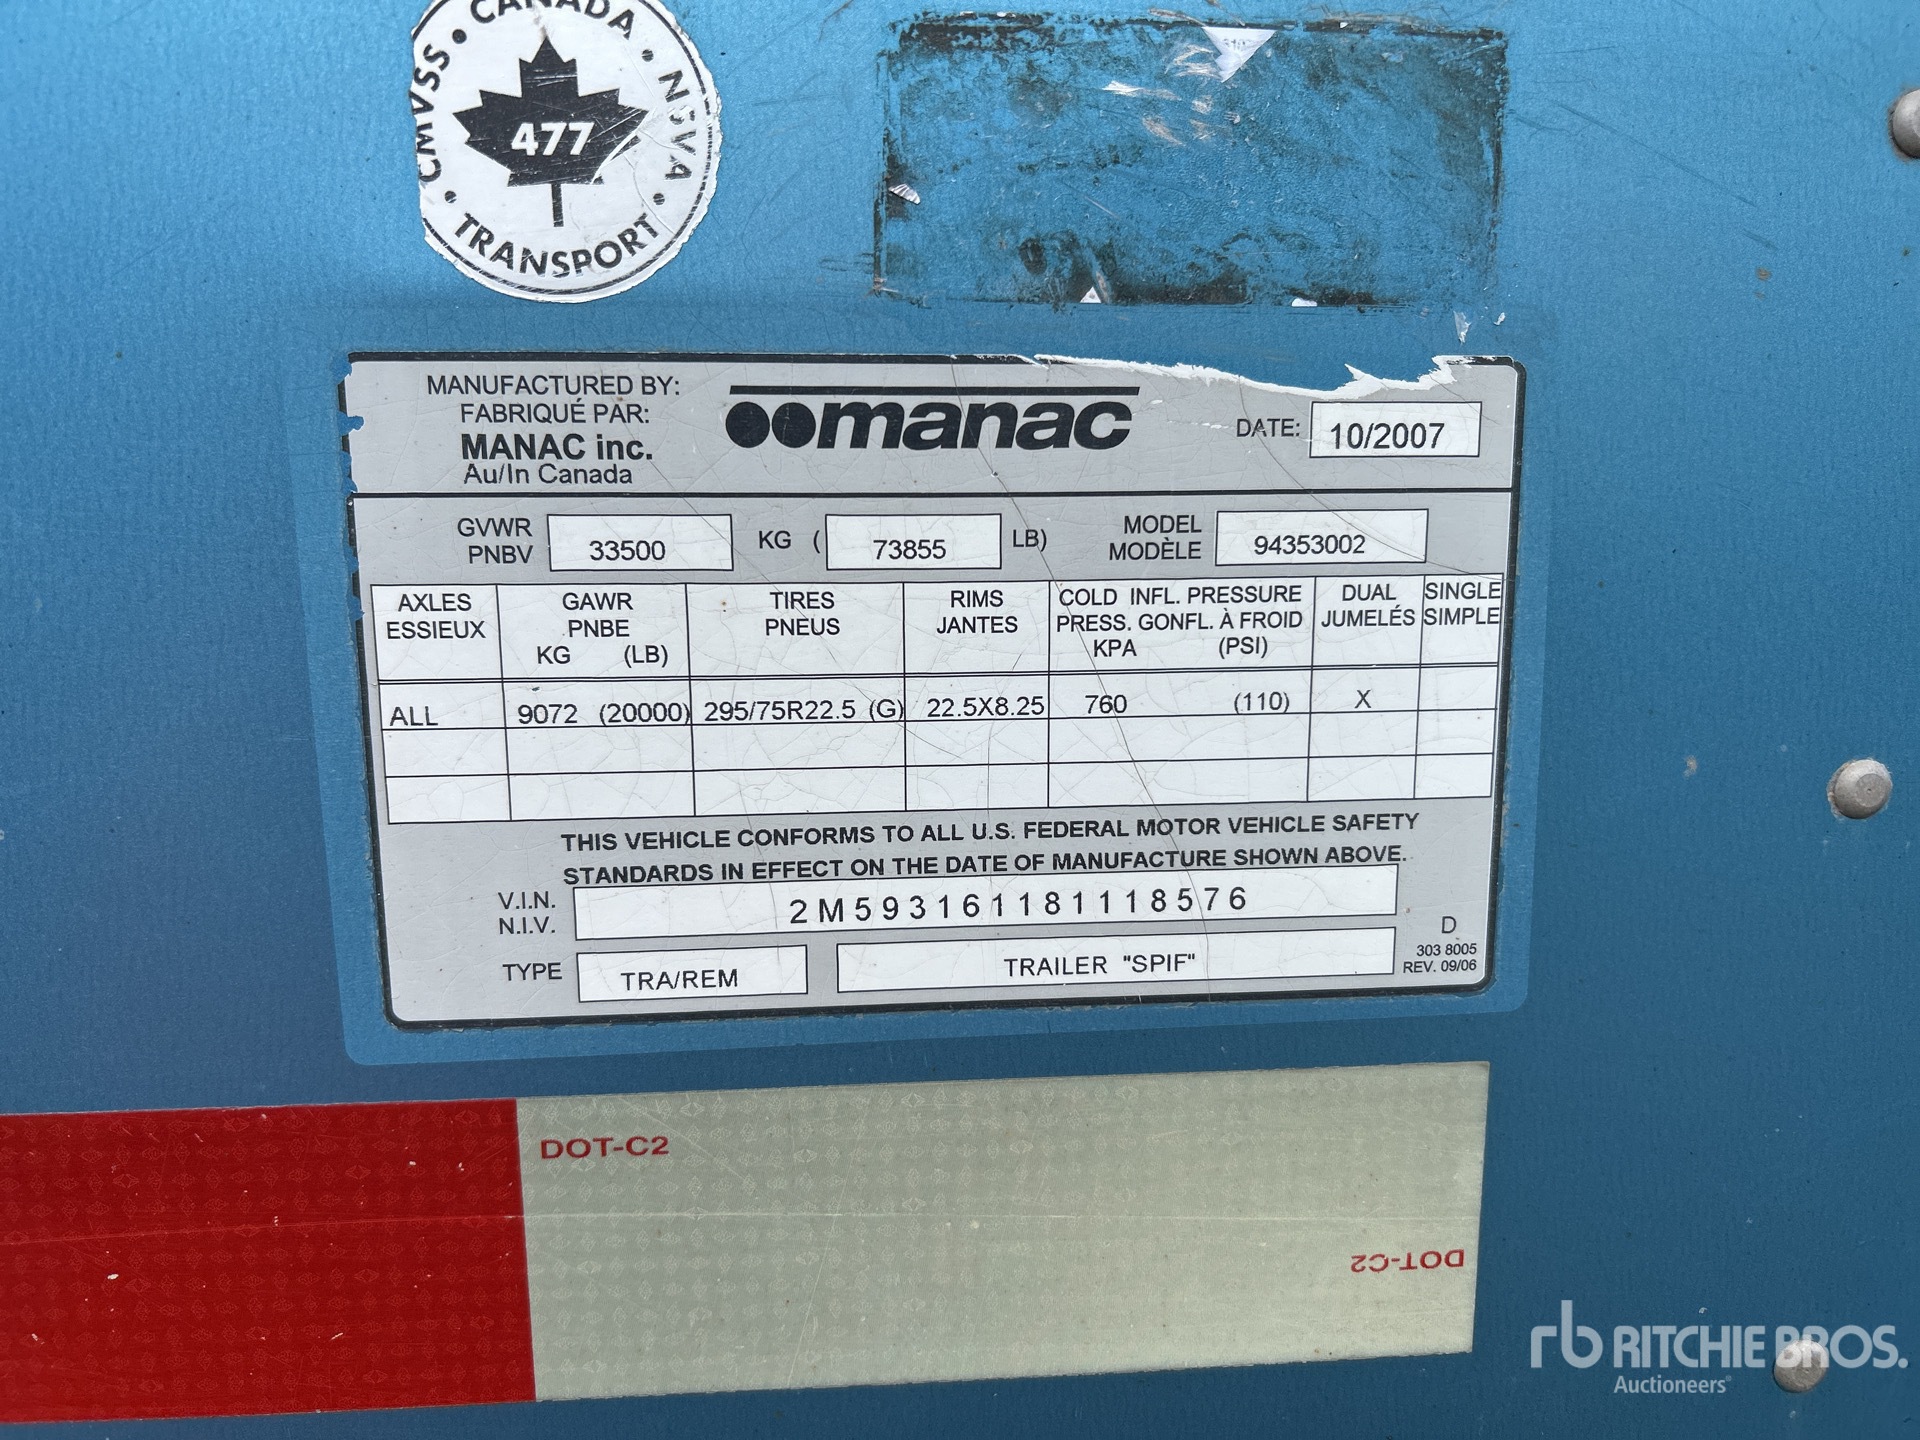 CMVSS • CANADA • NSVA • TRANSPORT •
477
MANUFACTURED BY:
FABRIQUÉ PAR:
MANAC inc.
Au/In Canada
manac
DATE: 10/2007
GVWR
PNBV
33500 KG ( 73855 LB)
MODEL
MODÈLE
94353002
AXLES
ESSIEUX
GAWR
PNBE
KG (LB)
TIRES
PNEUS
RIMS
JANTES
COLD INFL. PRESSURE
PRESS. GONFL. À FROID
KPA (PSI)
DUAL
JUMELÉS
SINGLE
SIMPLE
ALL 9072 (20000) 295/75R22.5 (G) 22.5X8.25 760 (110) X
THIS VEHICLE CONFORMS TO ALL U.S. FEDERAL MOTOR VEHICLE SAFETY
STANDARDS IN EFFECT ON THE DATE OF MANUFACTURE SHOWN ABOVE.
V.I.N.
N.I.V.
2M593161181118576
TYPE TRA/REM TRAILER "SPIF"
D
303 8005
REV. 09/06
DOT-C2
DOT-C2
rb RITCHIE BROS.
Auctioneers